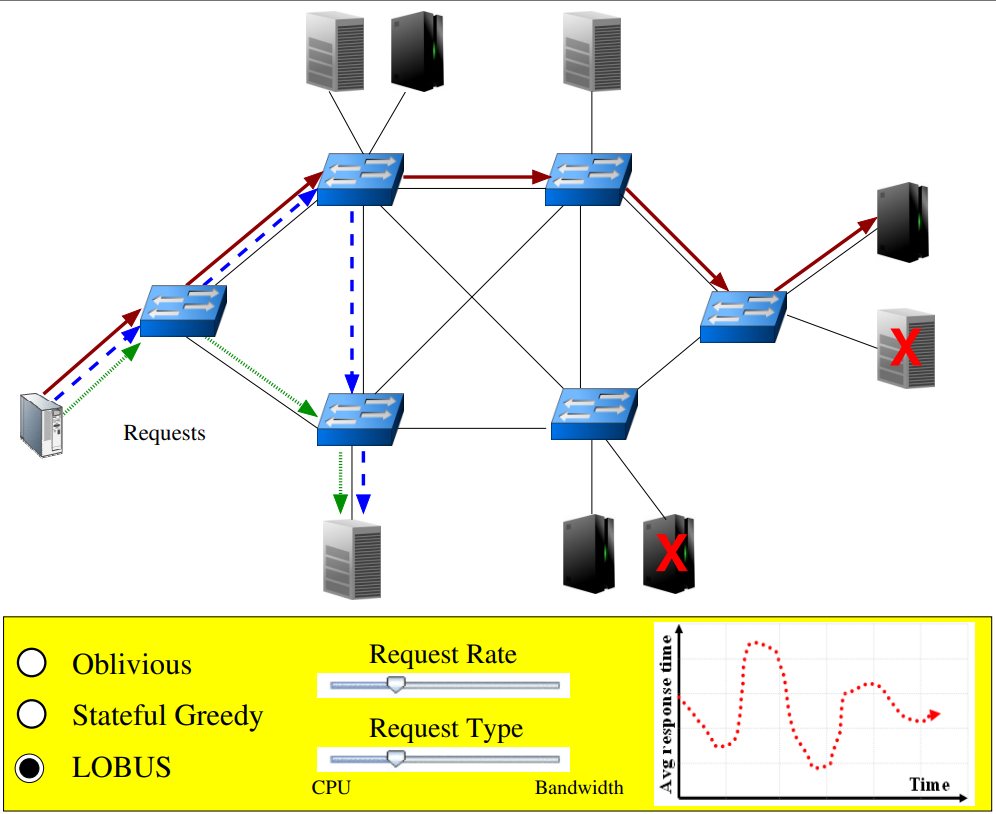 X
Requests
X
Oblivious
Stateful Greedy
LOBUS
Request Rate
Request Type
CPU
Bandwidth
Avg response time
Time